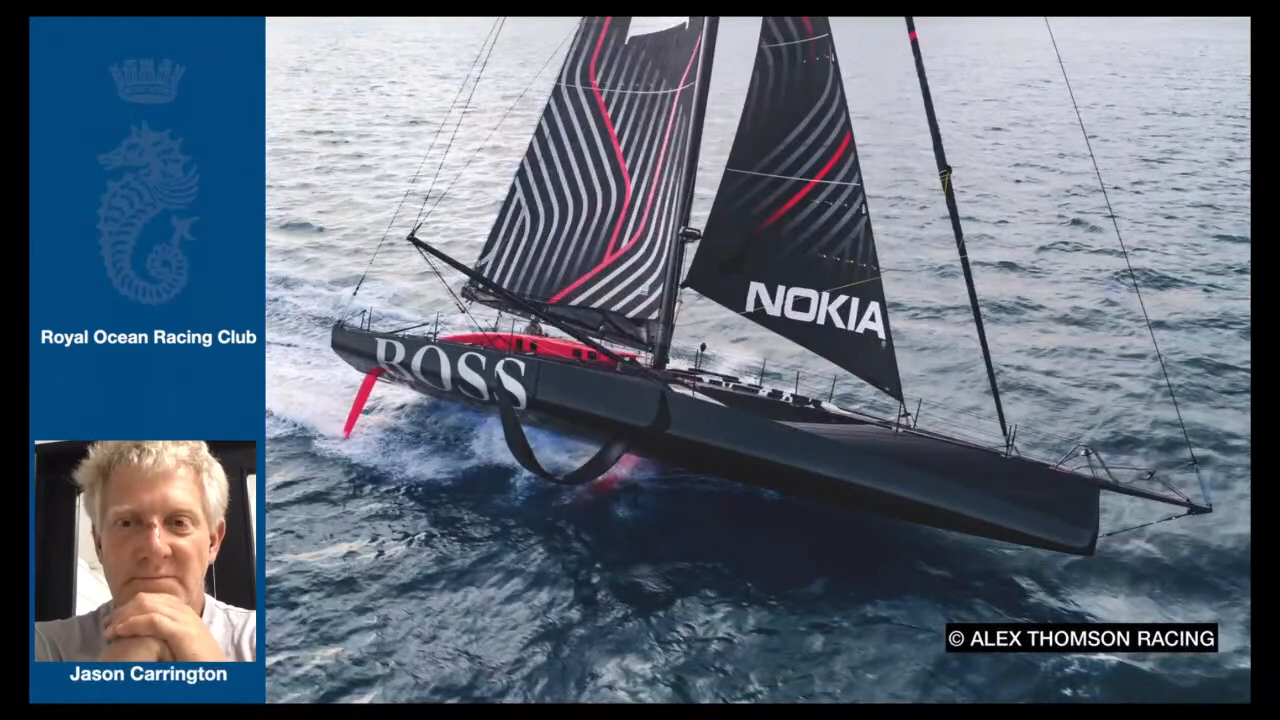 Royal Ocean Racing Club
Jason Carrington
NOKIA
BOSS
© ALEX THOMSON RACING